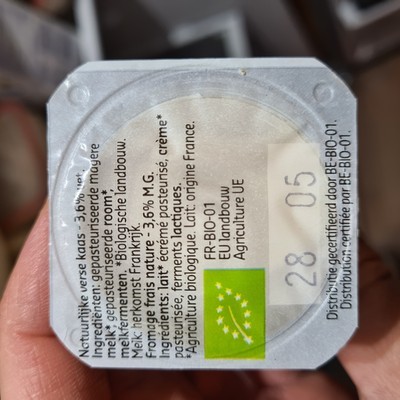 Natuurlijke verse kaas - 3,6% vet.
Ingrediënten: gepasteuriseerde magere
melk* gepasteuriseerde room*
melkfermenten. *Biologische landbouw.
Melk: herkomst Frankrijk.
Fromage frais nature - 3,6% M.G.
Ingrédients: lait* écrémé pasteurisé, crème*
pasteurisée, ferments lactiques.
*Agriculture biologique. Lait: origine France.
FR-BIO-01
EU landbouw
Agriculture UE
28 05
Distributie gecertifieerd door BE-BIO-01.
Distribution certifiée par BE-BIO-01.